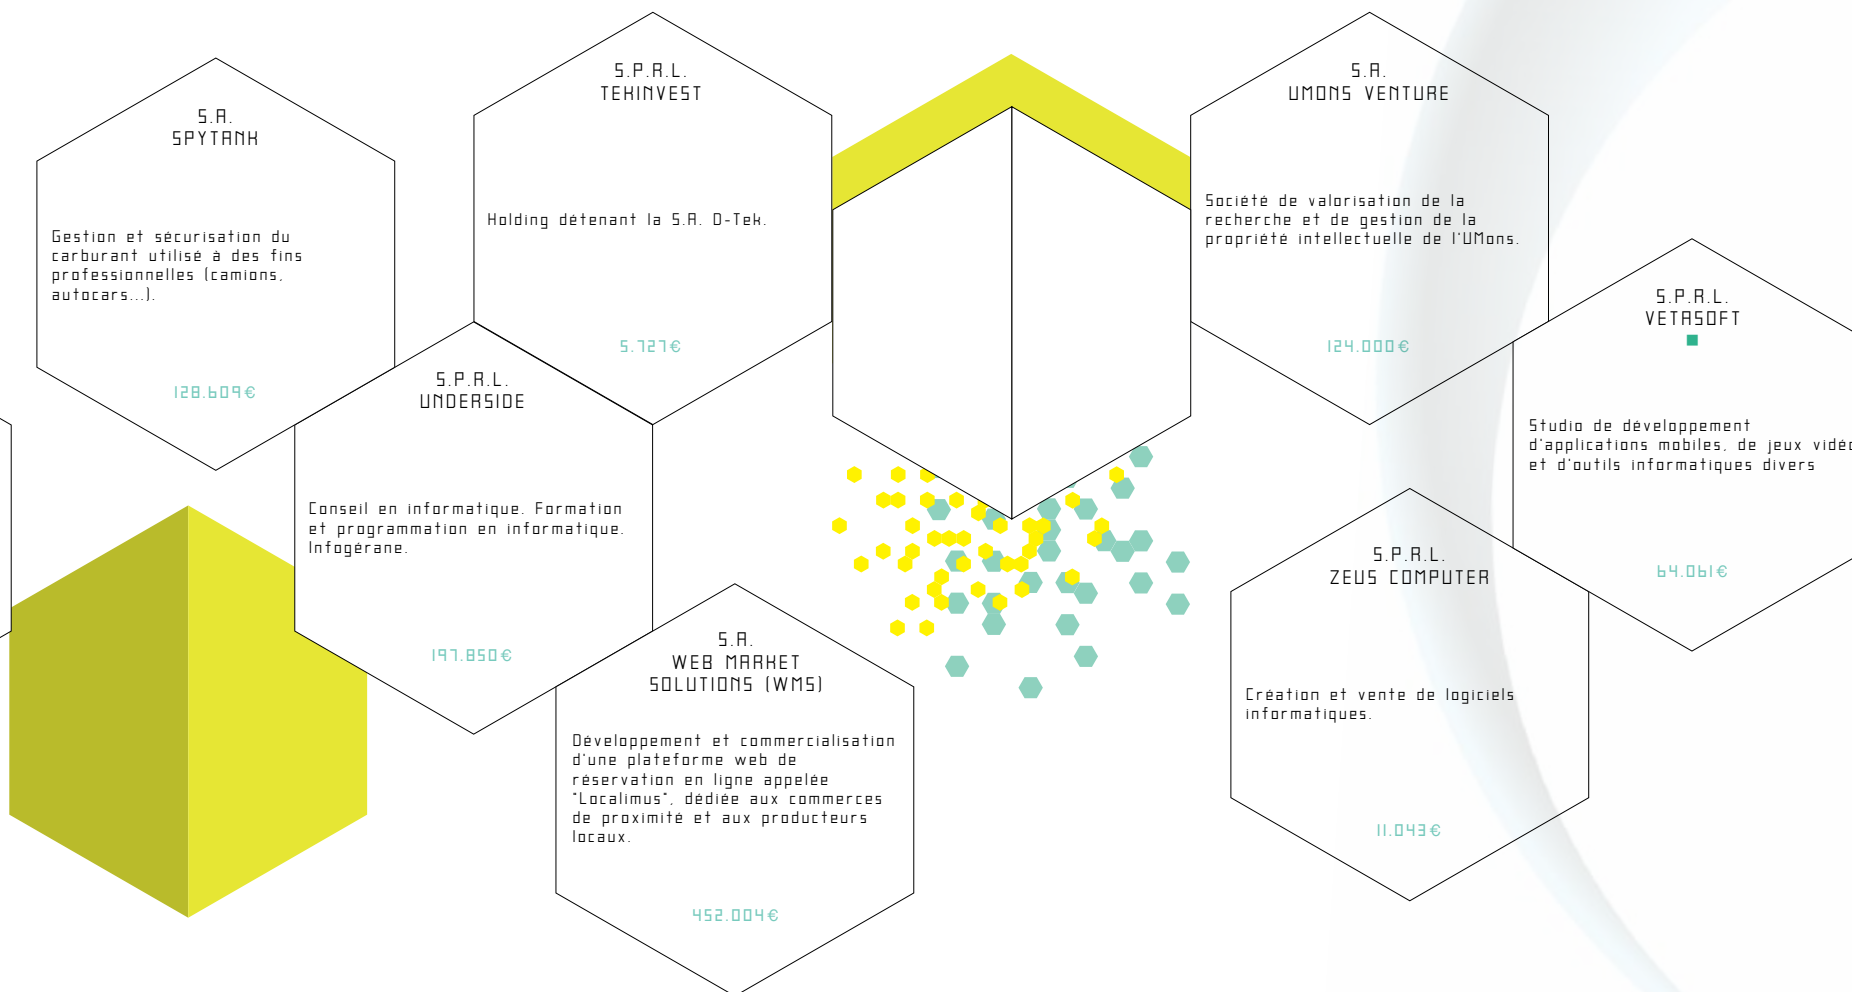 S.A.
SPYTANK
Gestion et sécurisation du
carburant utilisé à des fins
professionnelles (camions,
autocars...).
128.609€
S.P.R.L.
TEKINVEST
Holding détenant la S.A. D-Tek.
5.727€
S.P.R.L.
UNDERSIDE
Conseil en informatique. Formation
et programmation en informatique.
Infogérane.
197.850€
S.A.
WEB MARKET
SOLUTIONS (WMS)
Développement et commercialisation
d'une plateforme web de
réservation en ligne appelée
"Localimus", dédiée aux commerces
de proximité et aux producteurs
locaux.
452.004€
S.A.
UMONS VENTURE
Société de valorisation de la
recherche et de gestion de la
propriété intellectuelle de l'UMons.
124.000€
S.P.R.L.
VETASOFT
Studio de développement
d'applications mobiles, de jeux vidéo
et d'outils informatiques divers
64.061€
S.P.R.L.
ZEUS COMPUTER
Création et vente de logiciels
informatiques.
11.043€